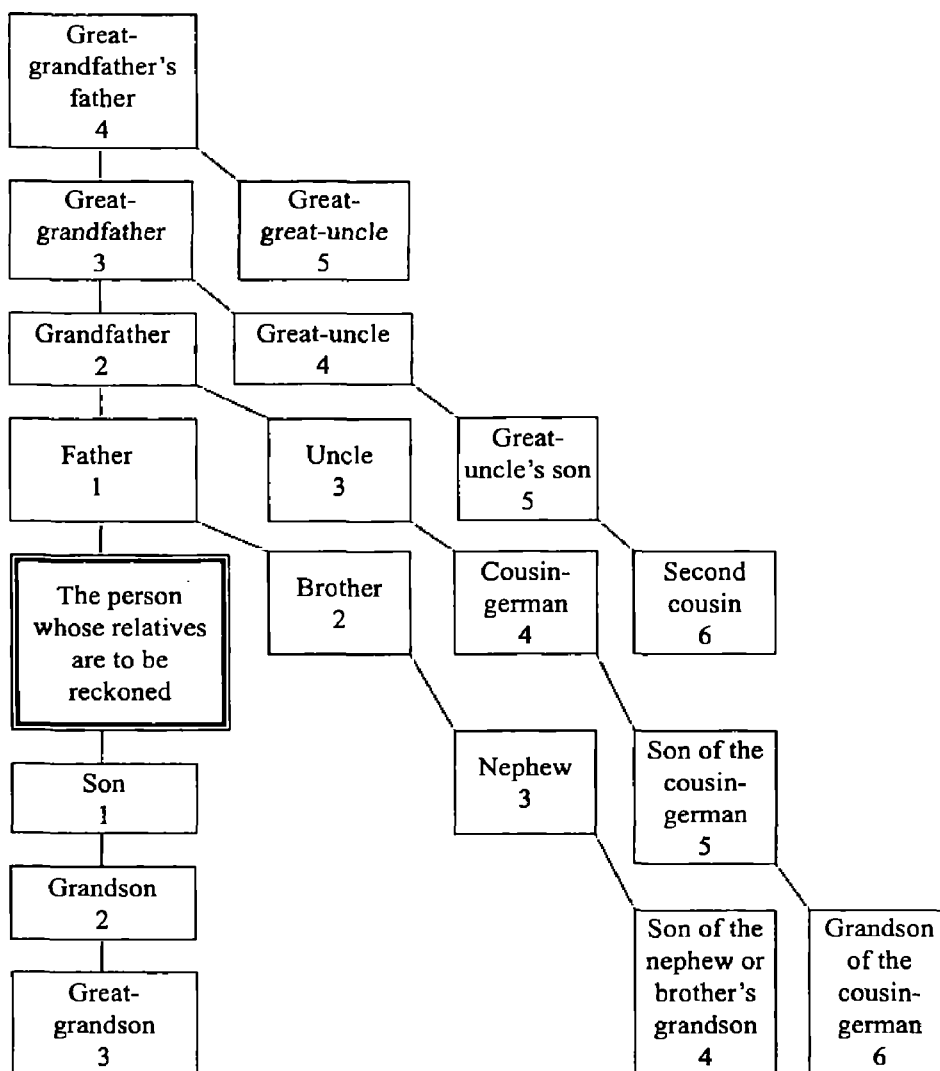 Great-
grandfather's
father
4
Great-
grandfather
3
Great-
great-uncle
5
Grandfather
2
Great-uncle
4
Father
1
Uncle
3
Great-
uncle's son
5
The person
whose relatives
are to be
reckoned
Brother
2
Cousin-
german
4
Second
cousin
6
Son
1
Nephew
3
Son of the
cousin-
german
5
Grandson
2
Great-
grandson
3
Son of the
nephew or
brother's
grandson
4
Grandson
of the
cousin-
german
6